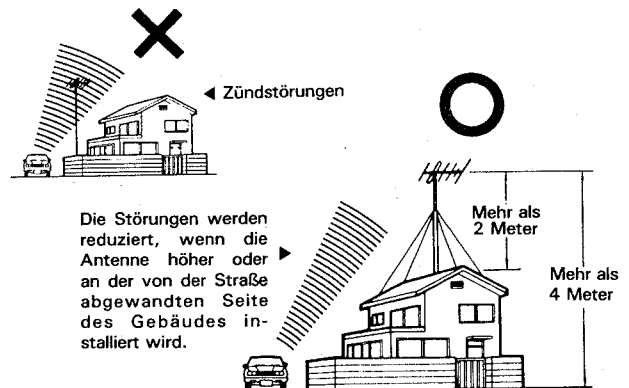 ◀ Zündstörungen
Die Störungen werden
reduziert, wenn die
Antenne höher oder ▶
an der von der Straße
abgewandten Seite
des Gebäudes in-
stalliert wird.
Mehr als
2 Meter
Mehr als
4 Meter